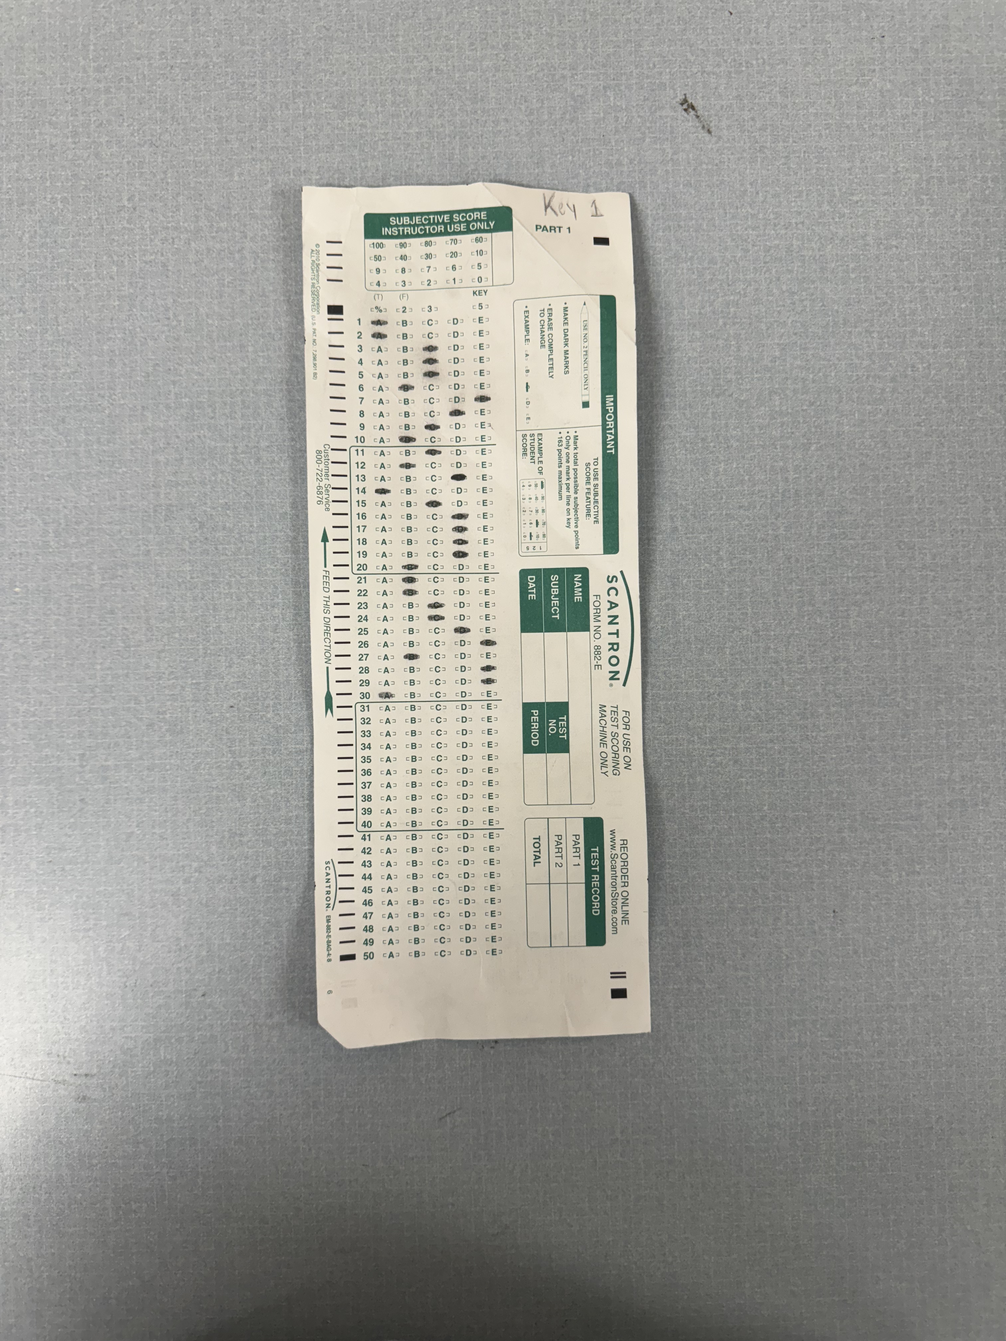 Key 1
PART 1
SUBJECTIVE SCORE
INSTRUCTOR USE ONLY
100 90 80 70 60
50 40 30 20 10
9 8 7 6 5
4 3 2 1 0
(T) (F) KEY
% 2 3 5
1 A B C D E
2 A B C D E
3 A B C D E
4 A B C D E
5 A B C D E
6 A B C D E
7 A B C D E
8 A B C D E
9 A B C D E
10 A B C D E
11 A B C D E
12 A B C D E
13 A B C D E
14 A B C D E
15 A B C D E
16 A B C D E
17 A B C D E
18 A B C D E
19 A B C D E
20 A B C D E
21 A B C D E
22 A B C D E
23 A B C D E
24 A B C D E
25 A B C D E
26 A B C D E
27 A B C D E
28 A B C D E
29 A B C D E
30 A B C D E
31 A B C D E
32 A B C D E
33 A B C D E
34 A B C D E
35 A B C D E
36 A B C D E
37 A B C D E
38 A B C D E
39 A B C D E
40 A B C D E
41 A B C D E
42 A B C D E
43 A B C D E
44 A B C D E
45 A B C D E
46 A B C D E
47 A B C D E
48 A B C D E
49 A B C D E
50 A B C D E
IMPORTANT
USE NO. 2 PENCIL ONLY
• MAKE DARK MARKS
• ERASE COMPLETELY
TO CHANGE
• EXAMPLE: A B D E
TO USE SUBJECTIVE
SCORE FEATURE:
• Mark total possible subjective points
• Only one mark per line on key
• 163 points maximum
EXAMPLE OF
STUDENT
SCORE:
SCANTRON®
FORM NO. 882-E
FOR USE ON
TEST SCORING
MACHINE ONLY
REORDER ONLINE
www.ScantronStore.com
NAME
SUBJECT
DATE
TEST
NO.
PERIOD
TEST RECORD
PART 1
PART 2
TOTAL
© 2010 Scantron Corporation
ALL RIGHTS RESERVED.
Customer Service
800-722-6876
FEED THIS DIRECTION
SCANTRON.
6